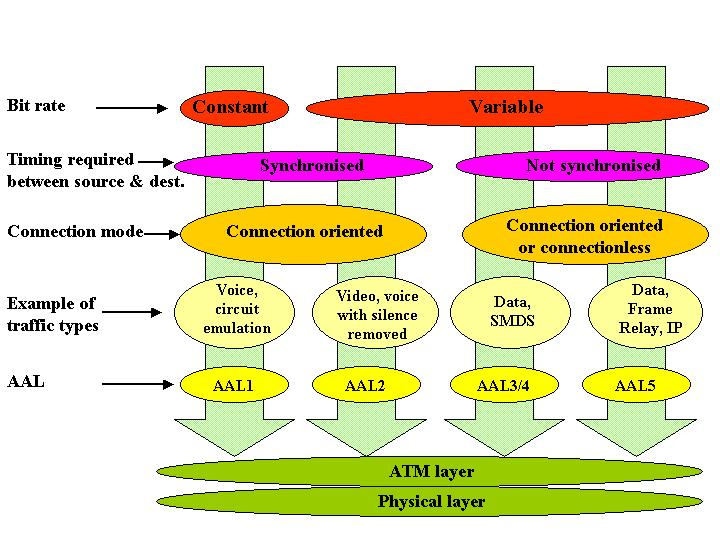 Bit rate
Constant
Variable
Timing required
between source & dest.
Synchronised
Not synchronised
Connection mode
Connection oriented
Connection oriented
or connectionless
Example of
traffic types
Voice,
circuit
emulation
Video, voice
with silence
removed
Data,
SMDS
Data,
Frame
Relay, IP
AAL
AAL1
AAL2
AAL3/4
AAL5
ATM layer
Physical layer